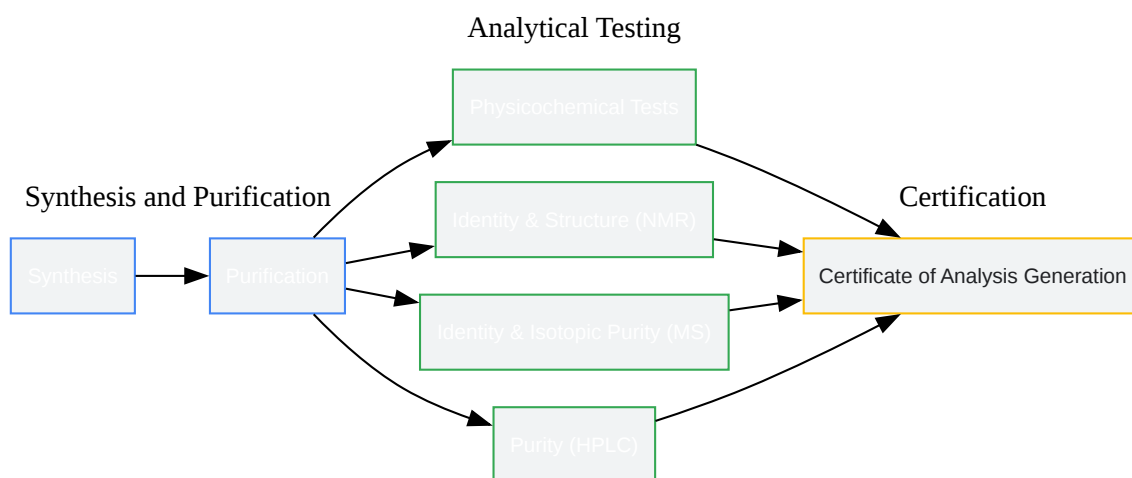 Analytical Testing
Physicochemical Tests
Synthesis and Purification
Certification
Identity & Structure (NMR)
Synthesis
Purification
Certificate of Analysis Generation
Identity & Isotopic Purity (MS)
Purity (HPLC)